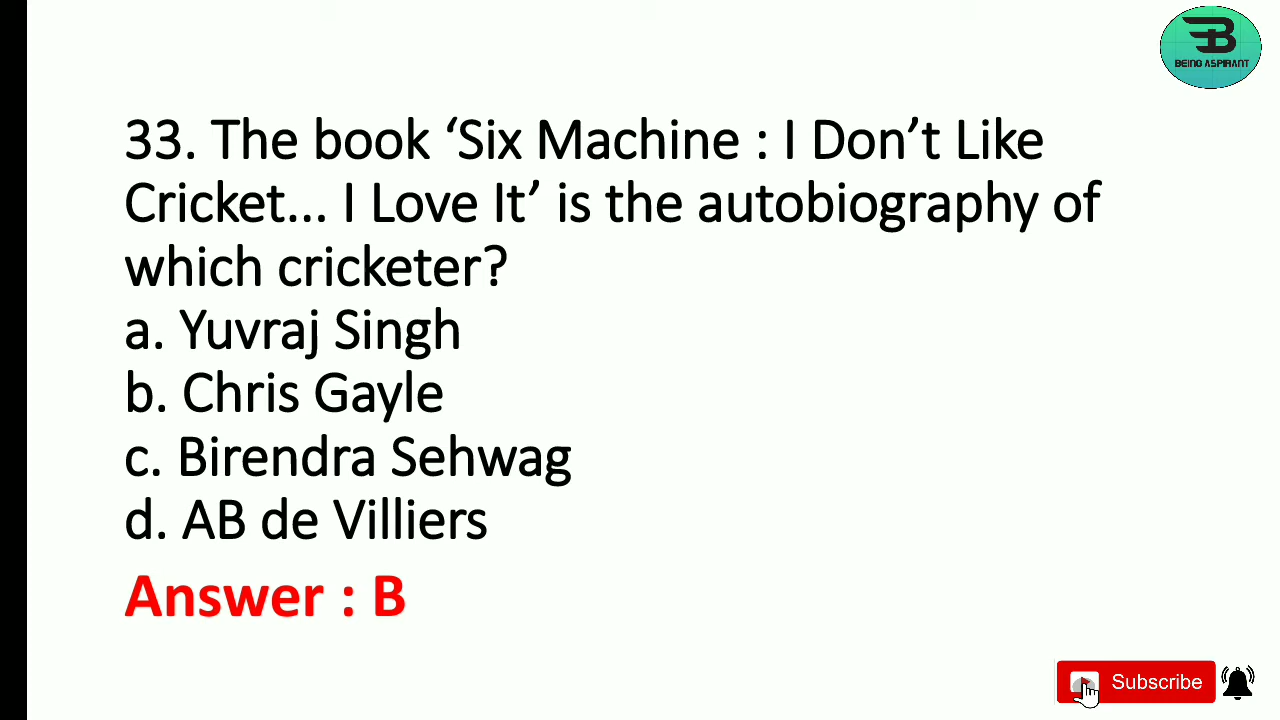 BEING ASPIRANT
33. The book ‘Six Machine : I Don’t Like
Cricket... I Love It’ is the autobiography of
which cricketer?
a. Yuvraj Singh
b. Chris Gayle
c. Birendra Sehwag
d. AB de Villiers
Answer : B
Subscribe